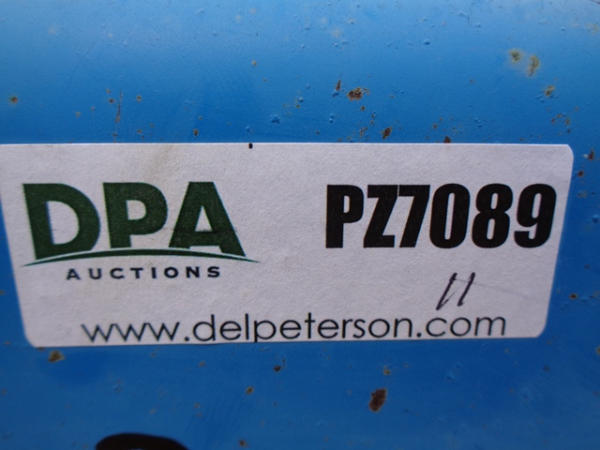 DPA
AUCTIONS
PZ7089
11
www.delpeterson.com